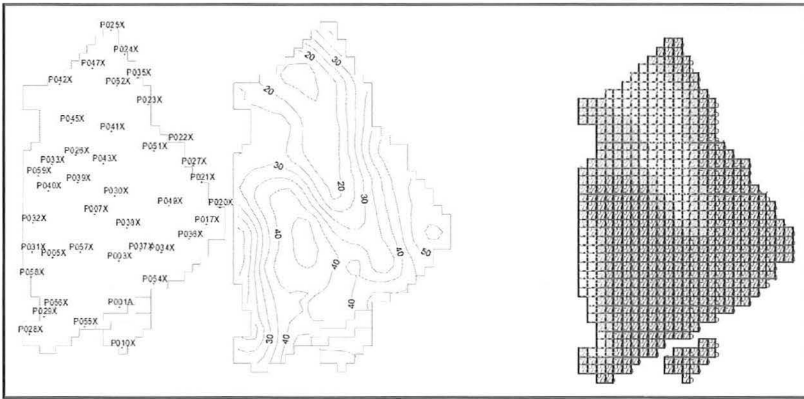 P025X
P024X
P047X
P035X
P042X P052X
P023X
P045X
P041X
P022X
P051X
P026X
P033X P043X P027X
P059X
P039X P021X
P040X
P030X
P049X P020X
P007X
P032X P038X P017X
P036X
P031X P037X P034X
P057X
P003X
P058X
P054X
P056X P001A
P029X
P055X
P028X
P010X
30
20
20
30
20
30
40
40
50
40
40
30
40